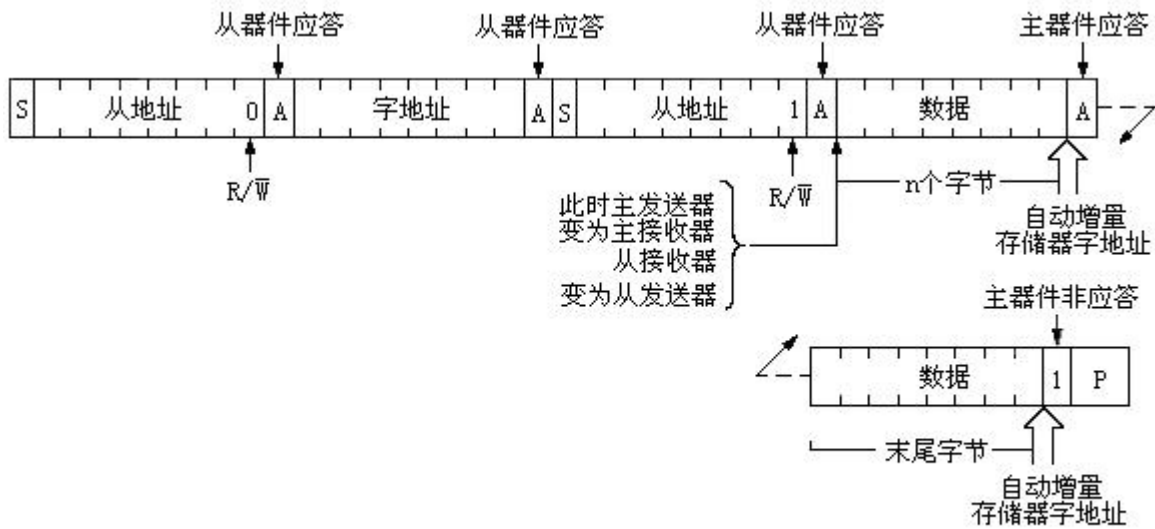 从器件应答 从器件应答 从器件应答 主器件应答
S 从地址 0 A 字地址 A S 从地址 1 A 数据 A
R/W̅ R/W̅ n个字节
此时主发送器
变为主接收器
从接收器
变为从发送器
自动增量
存储器字地址
主器件非应答
数据 1 P
末尾字节
自动增量
存储器字地址